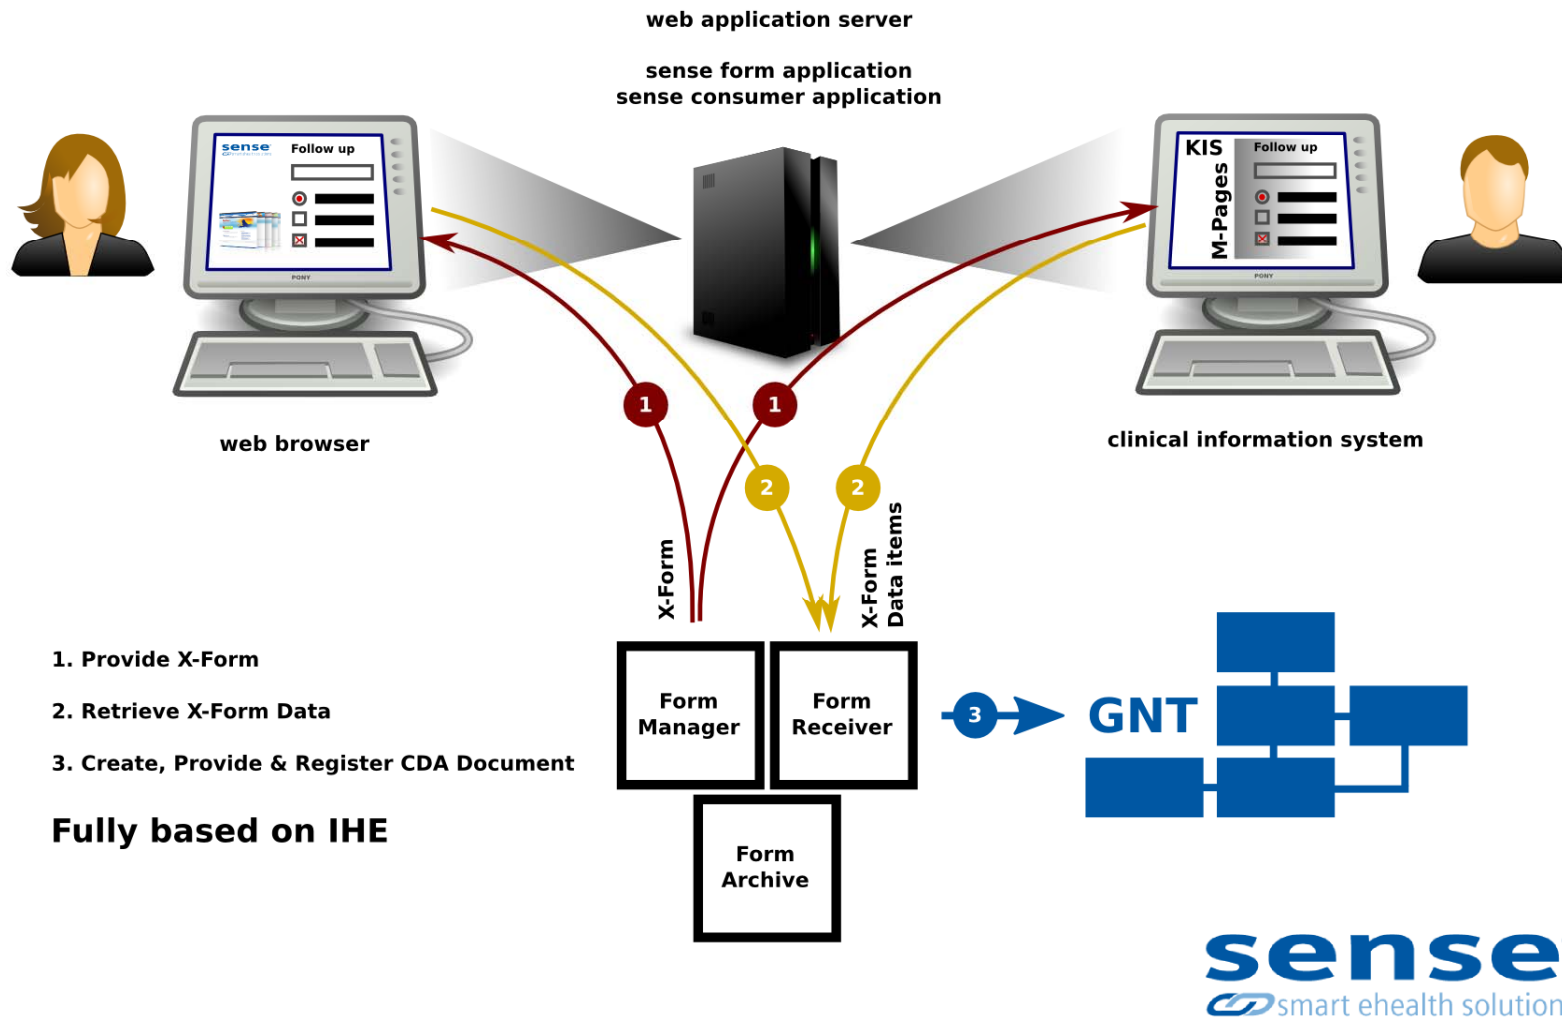 web application server
sense form application
sense consumer application
sense
Follow up
PONY
KIS
M-Pages
Follow up
PONY
web browser
clinical information system
1
1
2
2
X-Form
X-Form
Data items
1. Provide X-Form
2. Retrieve X-Form Data
3. Create, Provide & Register CDA Document
Fully based on IHE
Form
Manager
Form
Receiver
3
GNT
Form
Archive
sense
smart ehealth solution